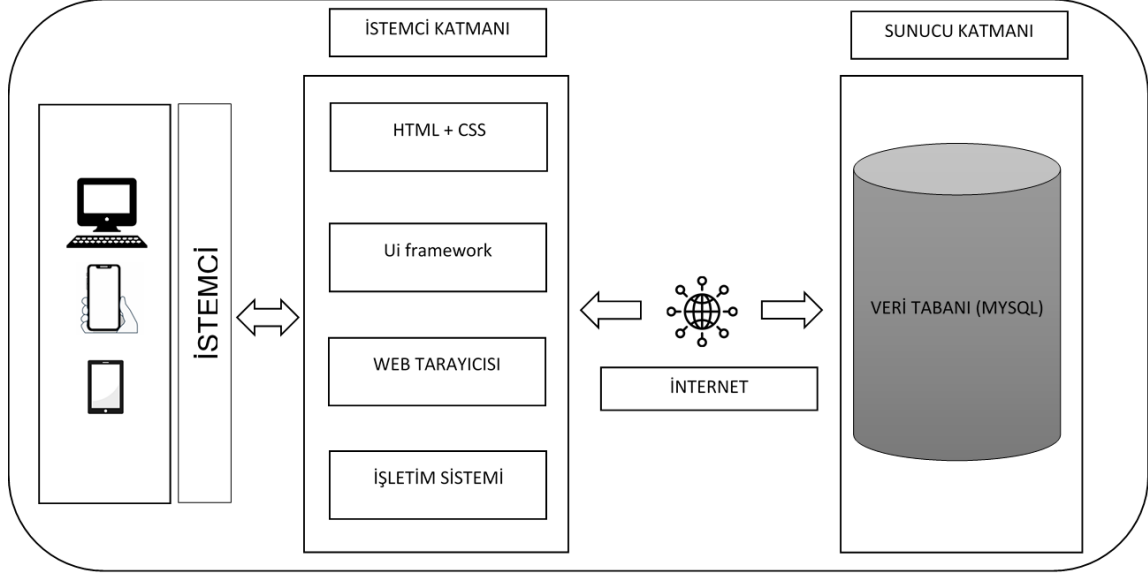 İSTEMCİ KATMANI
SUNUCU KATMANI
İSTEMCİ
HTML + CSS
Ui framework
WEB TARAYICISI
İŞLETİM SİSTEMİ
İNTERNET
VERİ TABANI (MYSQL)